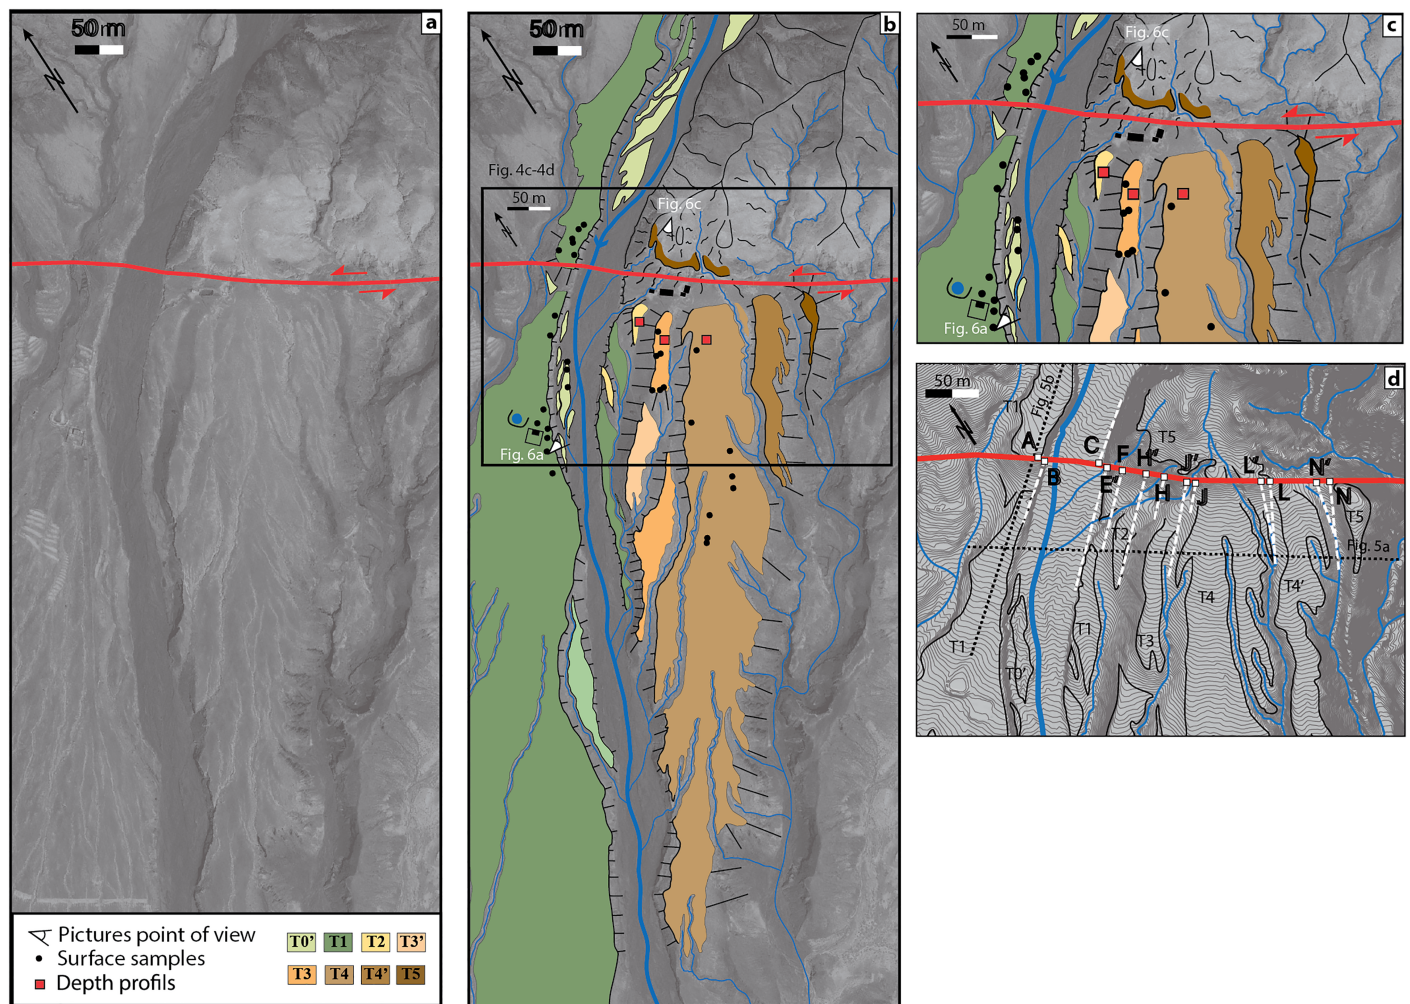 a
50 m
N
Pictures point of view
Surface samples
Depth profils
T0’ T1 T2 T3’
T3 T4 T4’ T5
b
50 m
N
Fig. 4c-4d
50 m
N
Fig. 6c
Fig. 6a
c
50 m
N
Fig. 6c
Fig. 6a
d
50 m
N
T1
Fig. 5b
A
B
C
E'
F
H'
T5
H
J'
J
L'
L
N'
N
T5
T2
Fig. 5a
T1
T0'
T1
T3
T4
T4'